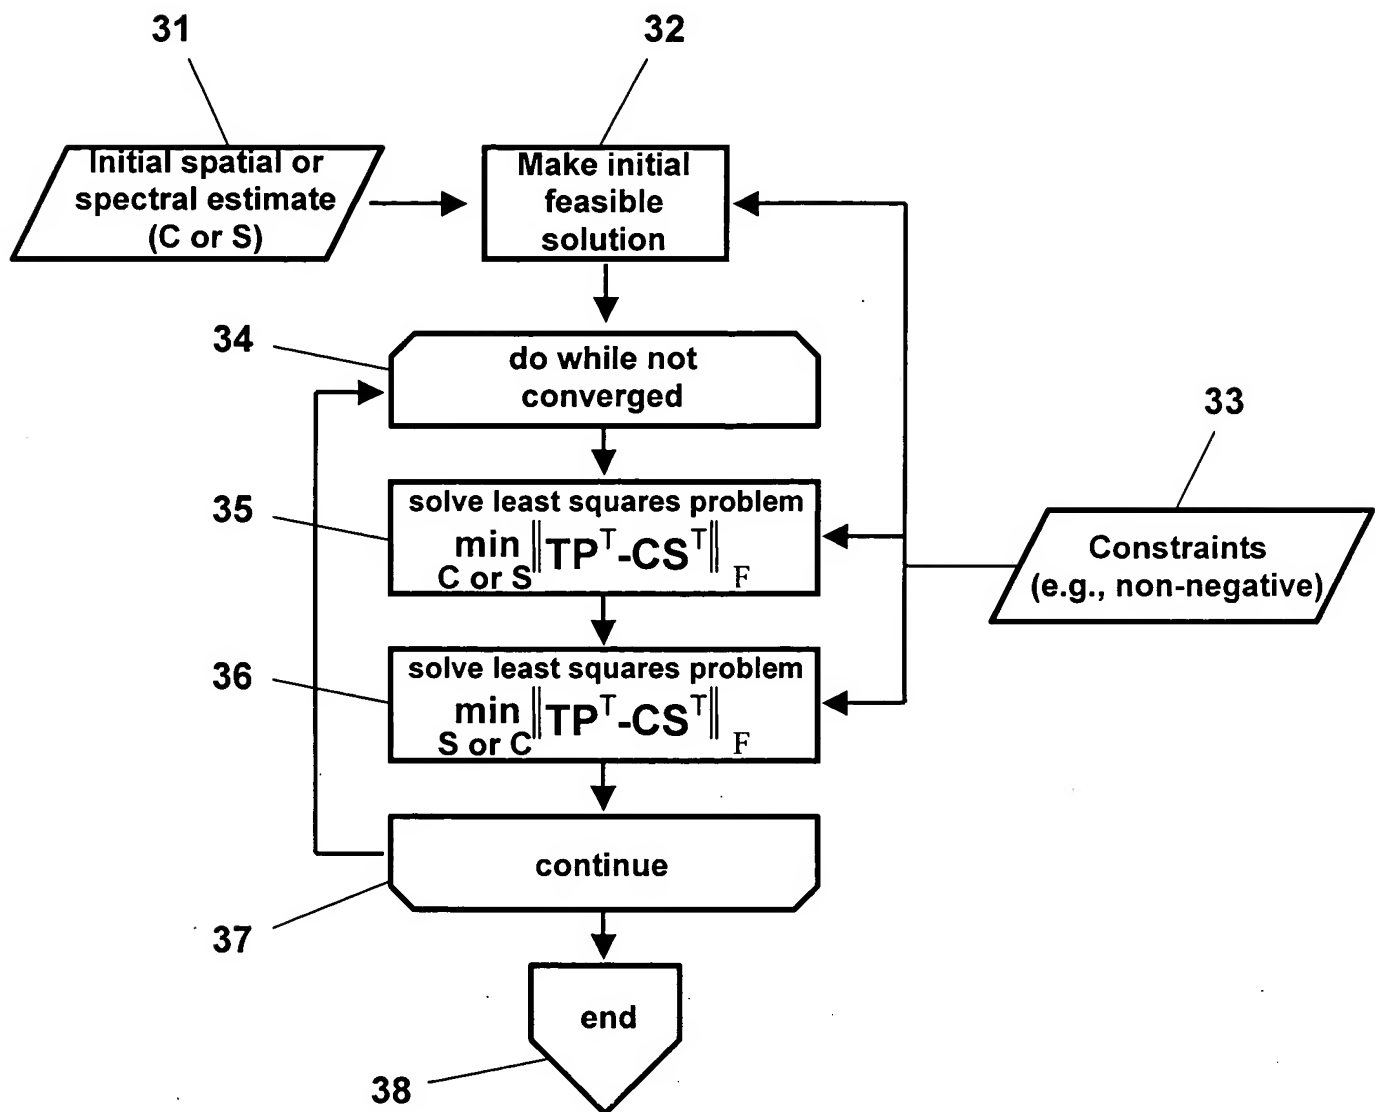 31
32
Initial spatial or
spectral estimate
(C or S)
Make initial
feasible
solution
34
do while not
converged
33
Constraints
(e.g., non-negative)
35
solve least squares problem
min ‖TPᵀ-CSᵀ‖ F
C or S
36
solve least squares problem
min ‖TPᵀ-CSᵀ‖ F
S or C
continue
37
end
38